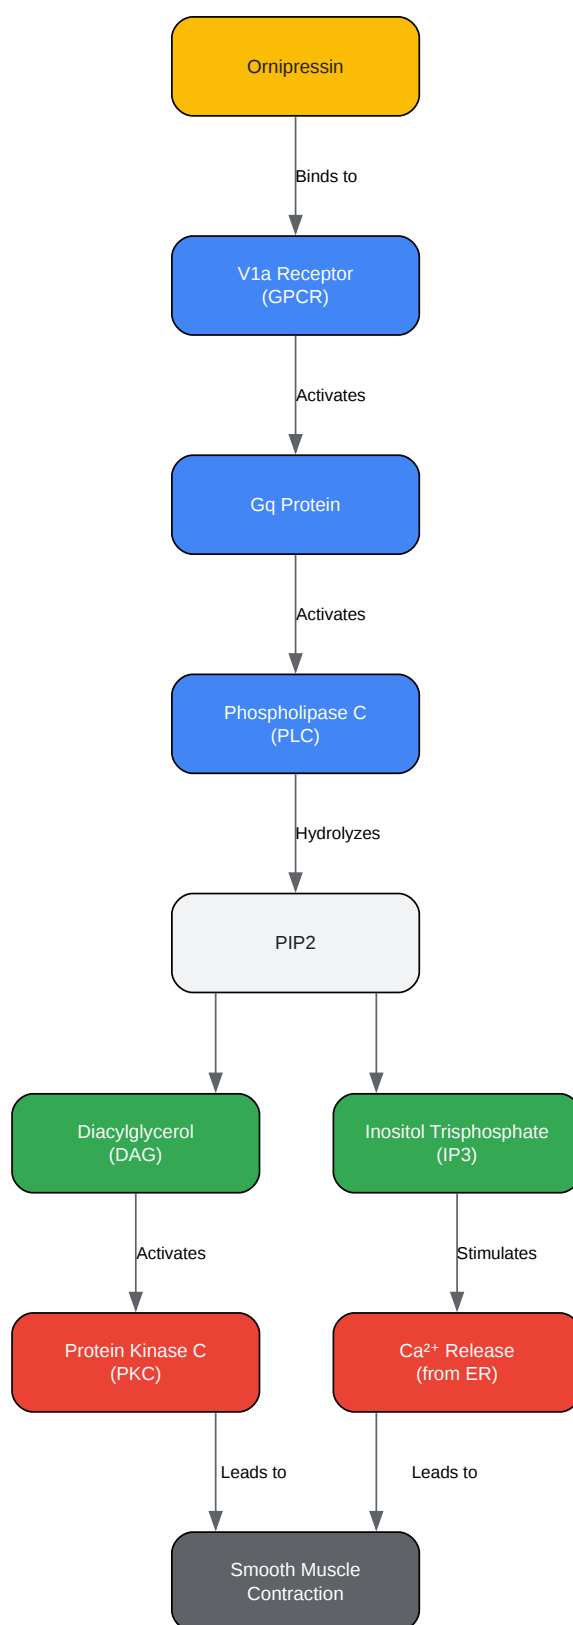 Ornipressin
Binds to
V1a Receptor
(GPCR)
Activates
Gq Protein
Activates
Phospholipase C
(PLC)
Hydrolyzes
PIP2
Diacylglycerol
(DAG)
Inositol Trisphosphate
(IP3)
Activates
Stimulates
Protein Kinase C
(PKC)
Ca²⁺ Release
(from ER)
Leads to
Leads to
Smooth Muscle
Contraction